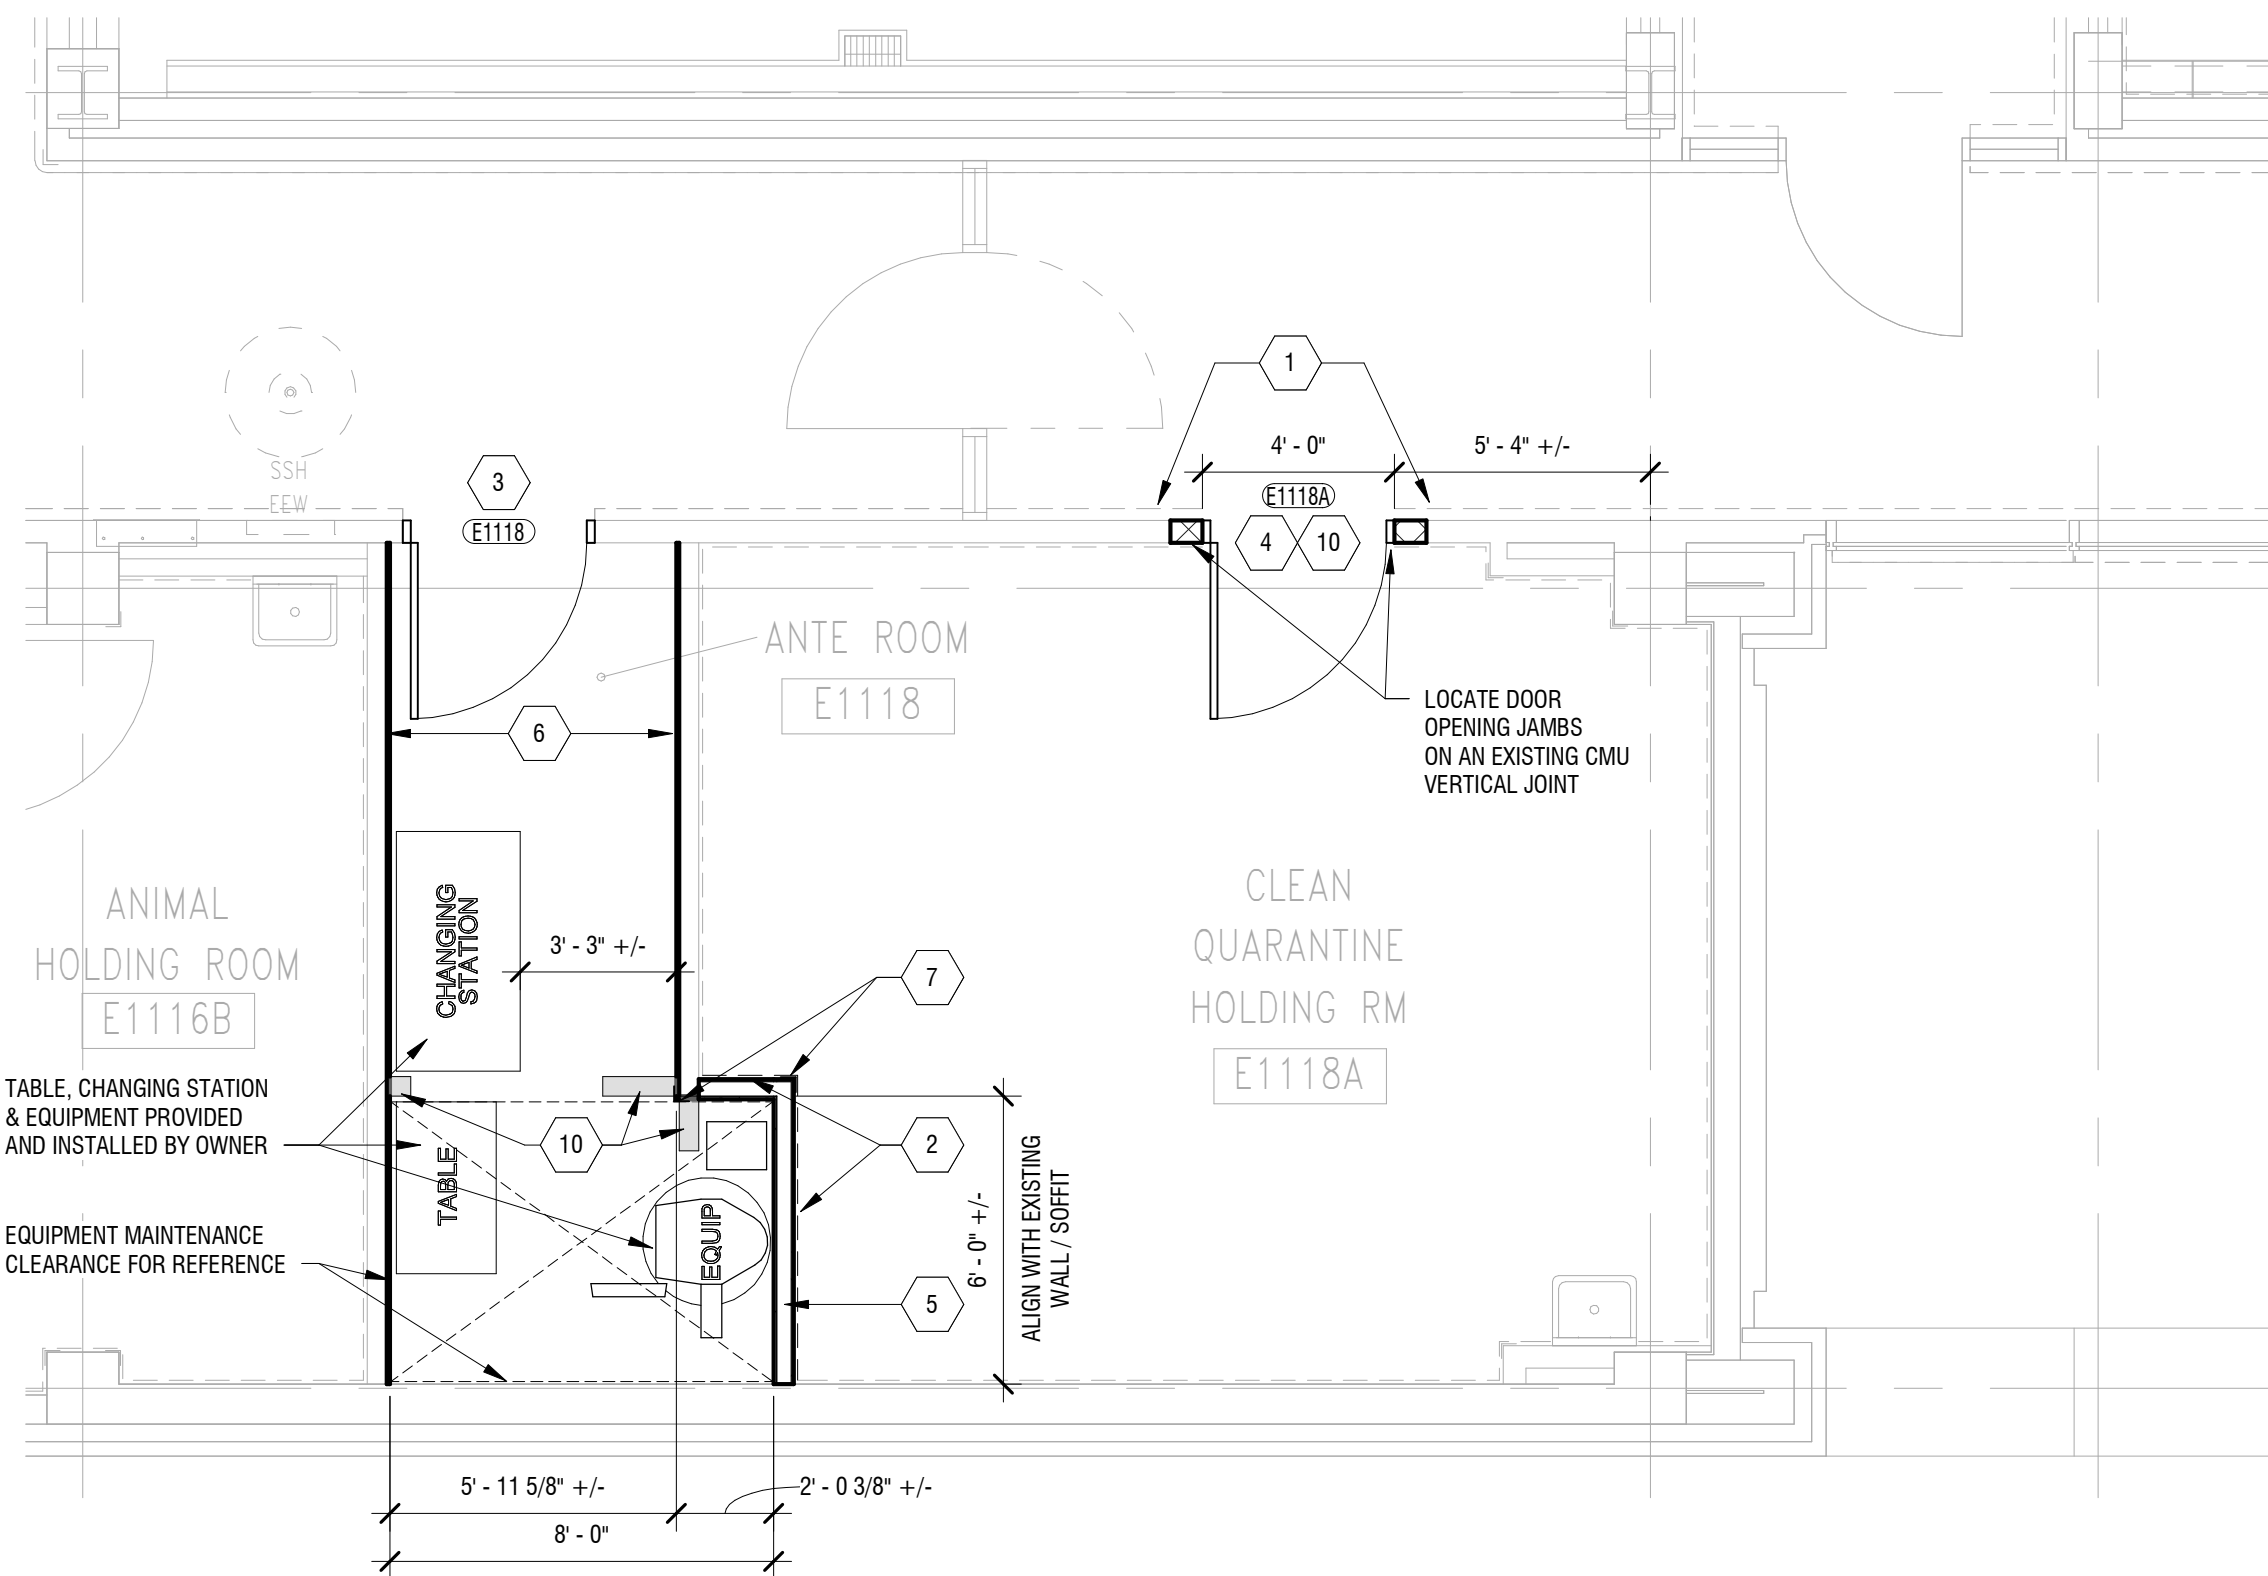 1
4' - 0"
5' - 4" +/-
SSH
EEW
3
E1118
E1118A
4
10
ANTE ROOM
E1118
6
LOCATE DOOR
OPENING JAMBS
ON AN EXISTING CMU
VERTICAL JOINT
ANIMAL
HOLDING ROOM
E1116B
CHANGING
STATION
3' - 3" +/-
7
CLEAN
QUARANTINE
HOLDING RM
E1118A
TABLE, CHANGING STATION
& EQUIPMENT PROVIDED
AND INSTALLED BY OWNER
10
2
TABLE
EQUIP
EQUIPMENT MAINTENANCE
CLEARANCE FOR REFERENCE
5
6' - 0" +/-
ALIGN WITH EXISTING
WALL / SOFFIT
5' - 11 5/8" +/-
2' - 0 3/8" +/-
8' - 0"